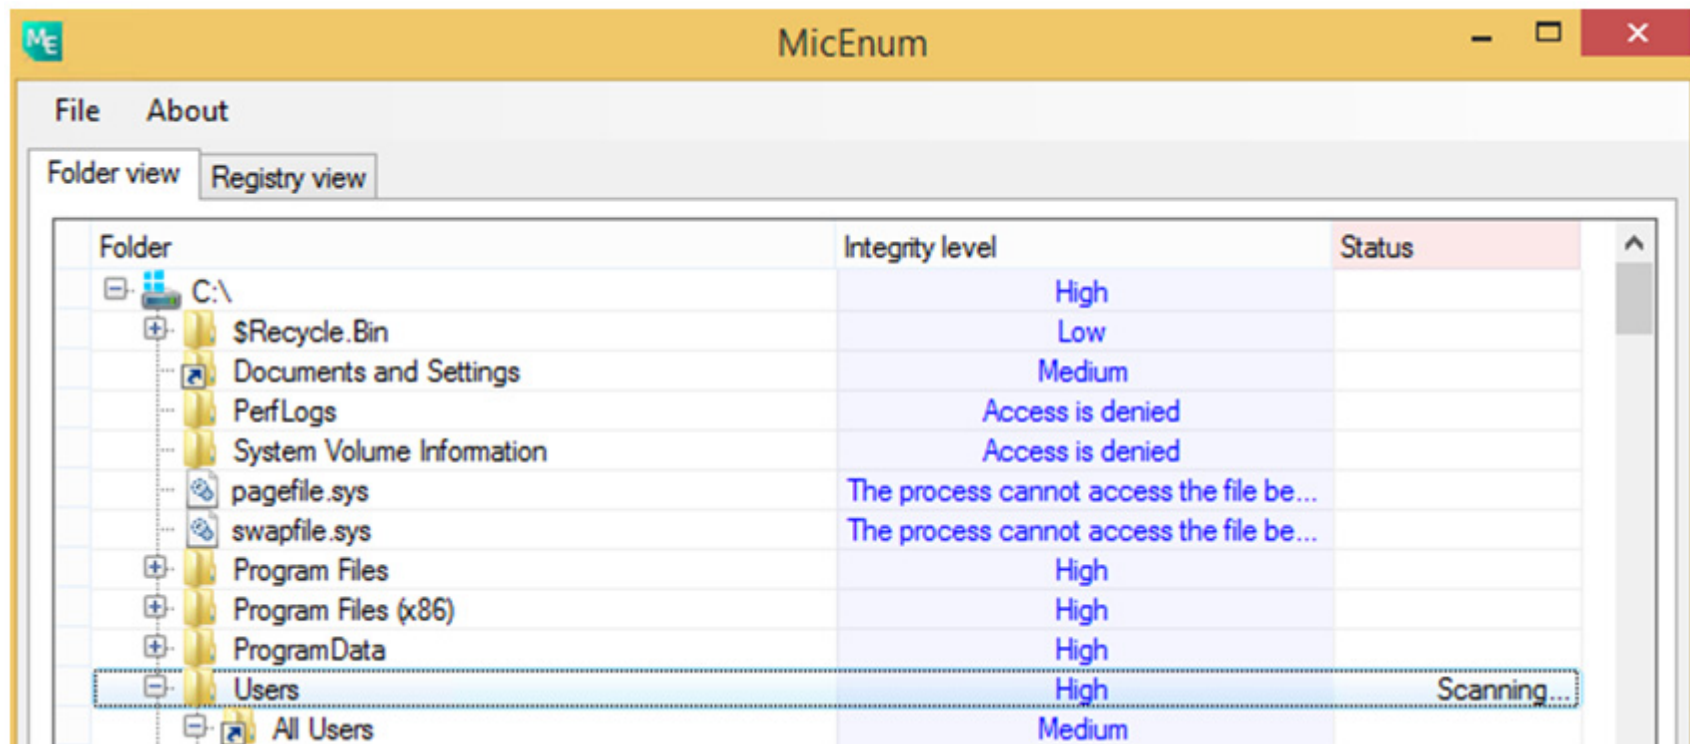 ME MicEnum
File About
Folder view Registry view
Folder Integrity level Status
C:\ High
$Recycle.Bin Low
Documents and Settings Medium
PerfLogs Access is denied
System Volume Information Access is denied
pagefile.sys The process cannot access the file be...
swapfile.sys The process cannot access the file be...
Program Files High
Program Files (x86) High
ProgramData High
Users High Scanning...
All Users Medium